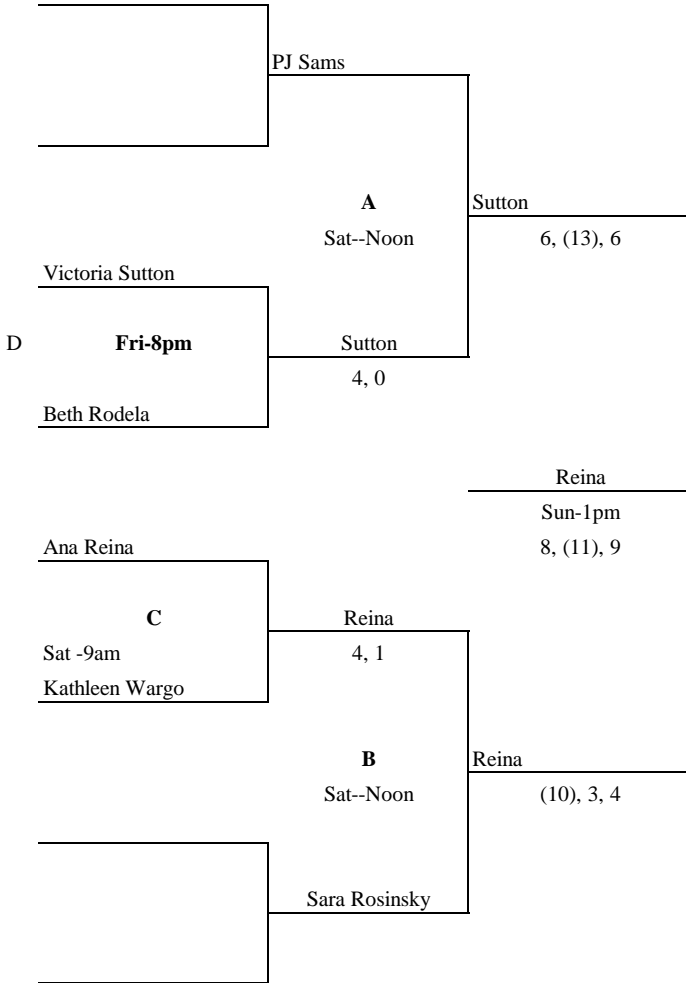 PJ Sams
A
Sutton
Sat--Noon
6, (13), 6
Victoria Sutton
D
Fri-8pm
Sutton
4, 0
Beth Rodela
Reina
Sun-1pm
Ana Reina
8, (11), 9
C
Reina
Sat -9am
4, 1
Kathleen Wargo
B
Reina
Sat--Noon
(10), 3, 4
Sara Rosinsky